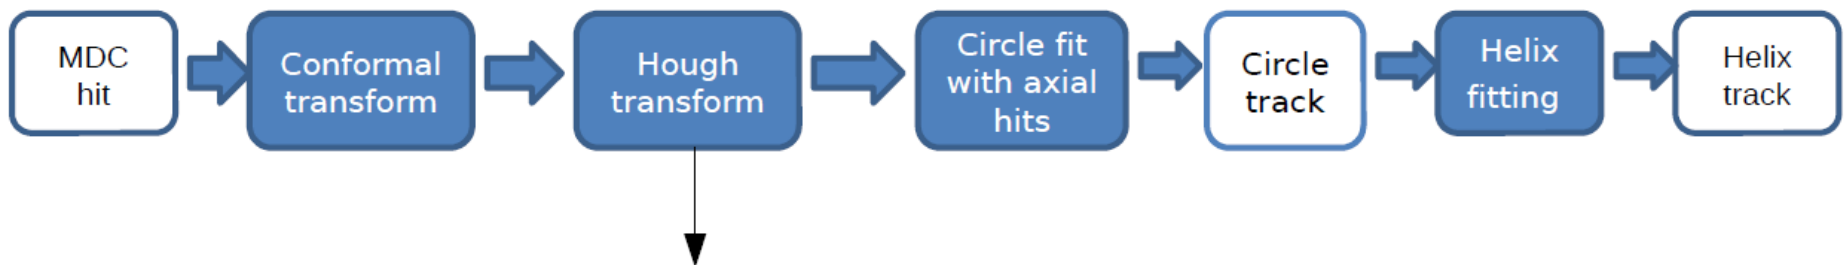 MDC
hit
Conformal
transform
Hough
transform
Circle fit
with axial
hits
Circle
track
Helix
fitting
Helix
track